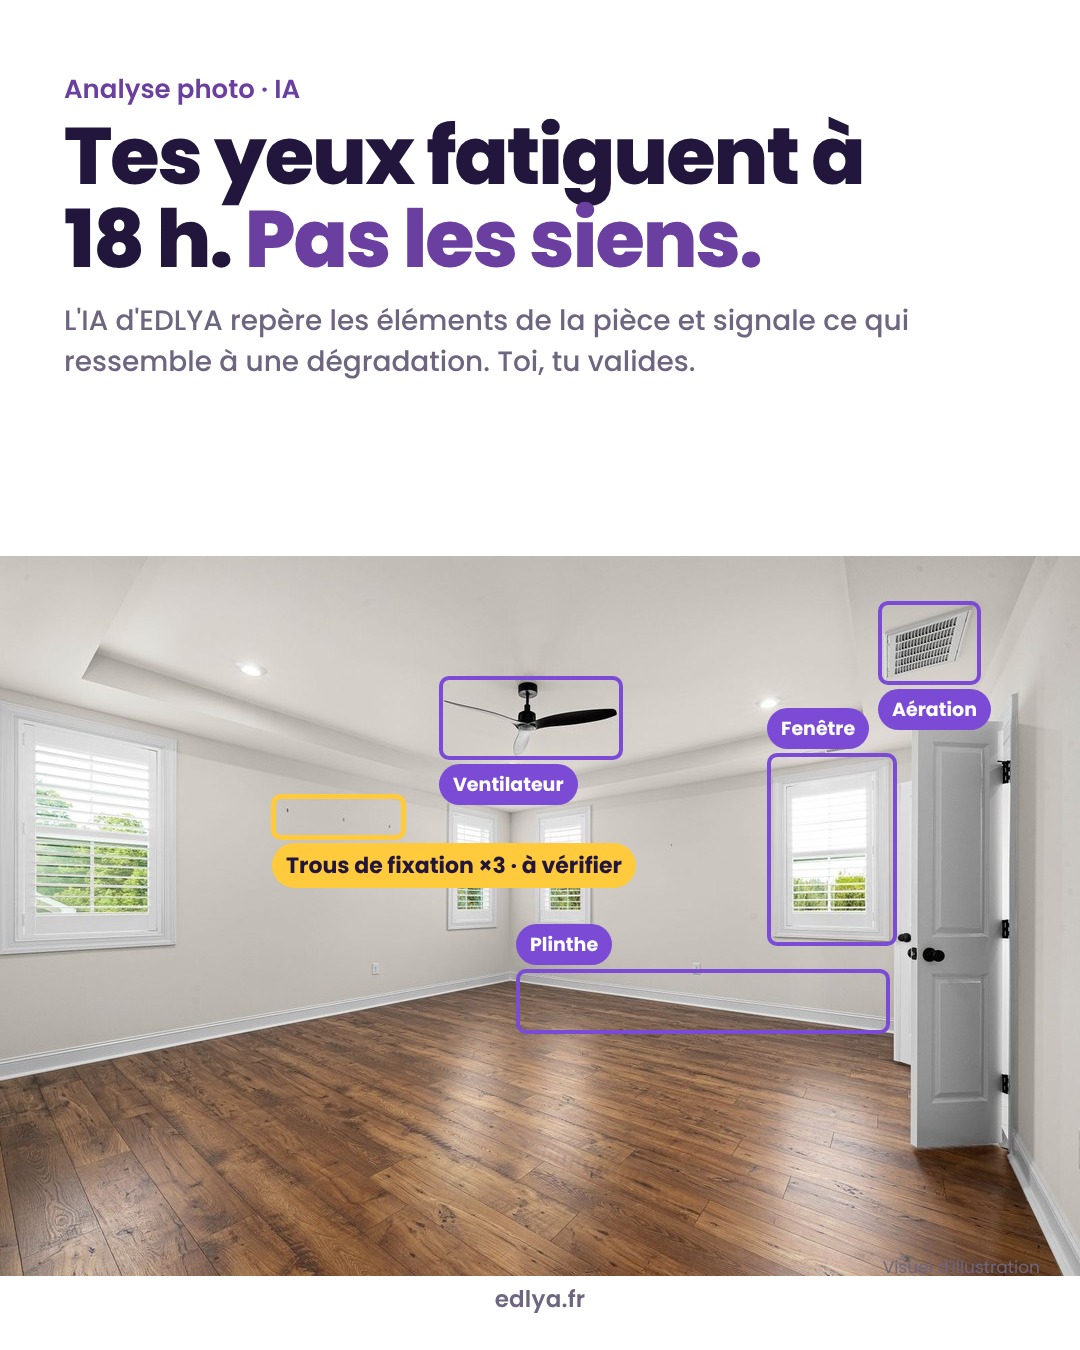 Analyse photo · IA
Tes yeux fatiguent à
18 h. Pas les siens.
L'IA d'EDLYA repère les éléments de la pièce et signale ce qui
ressemble à une dégradation. Toi, tu valides.
Aération
Fenêtre
Ventilateur
Trous de fixation ×3 · à vérifier
Plinthe
Visuel d'illustration
edlya.fr